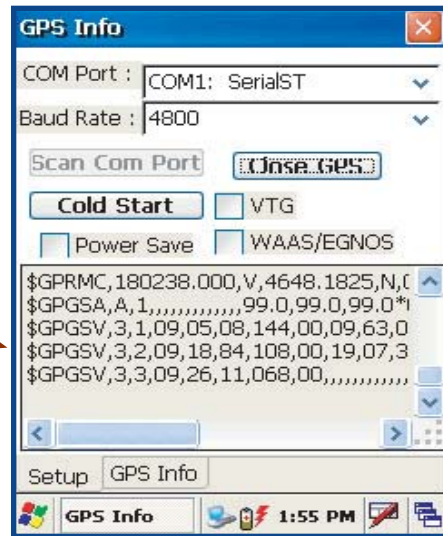 GPS Info
COM Port :
COM1: SerialST
Baud Rate :
4800
Scan Com Port
Close GPS
Cold Start
VTG
Power Save
WAAS/EGNOS
$GPRMC,180238.000,V,4648.1825,N,
$GPGSA,A,1,,,,,,,,,,,,,99.0,99.0,99.0*
$GPGSV,3,1,09,05,08,144,00,09,63,0
$GPGSV,3,2,09,18,84,108,00,19,07,3
$GPGSV,3,3,09,26,11,068,00,,,,,,,,,,,,
Setup
GPS Info
GPS Info
1:55 PM